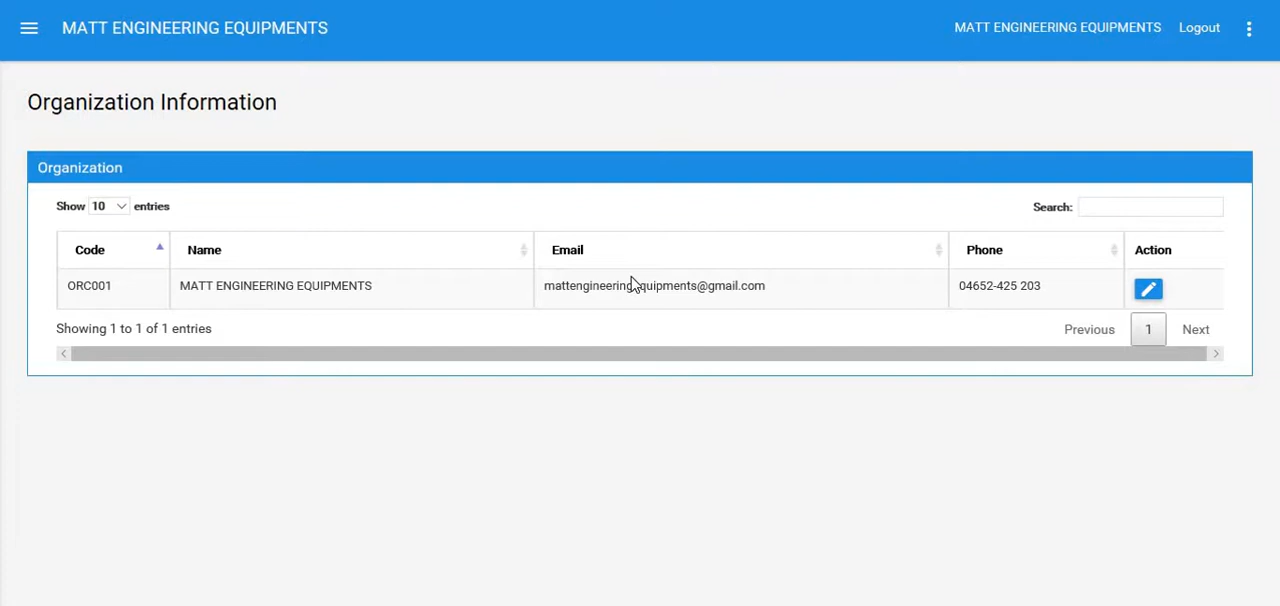 MATT ENGINEERING EQUIPMENTS MATT ENGINEERING EQUIPMENTS Logout
Organization Information
Organization
Show 10 entries Search:
Code Name Email Phone Action
ORC001 MATT ENGINEERING EQUIPMENTS mattengineeringequipments@gmail.com 04652-425 203
Showing 1 to 1 of 1 entries Previous 1 Next